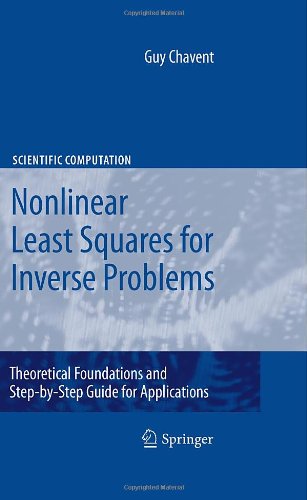 Guy Chavent
SCIENTIFIC COMPUTATION
Nonlinear
Least Squares for
Inverse Problems
Theoretical Foundations and
Step-by-Step Guide for Applications
Springer